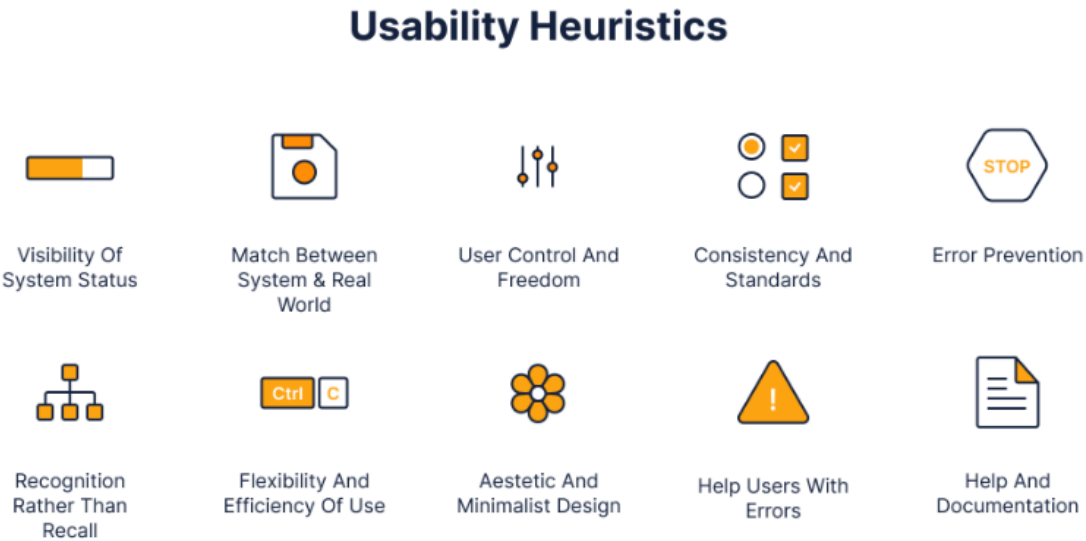 Usability Heuristics
STOP
Visibility Of
System Status
Match Between
System & Real
World
User Control And
Freedom
Consistency And
Standards
Error Prevention
Ctrl
C
!
Recognition
Rather Than
Recall
Flexibility And
Efficiency Of Use
Aestetic And
Minimalist Design
Help Users With
Errors
Help And
Documentation